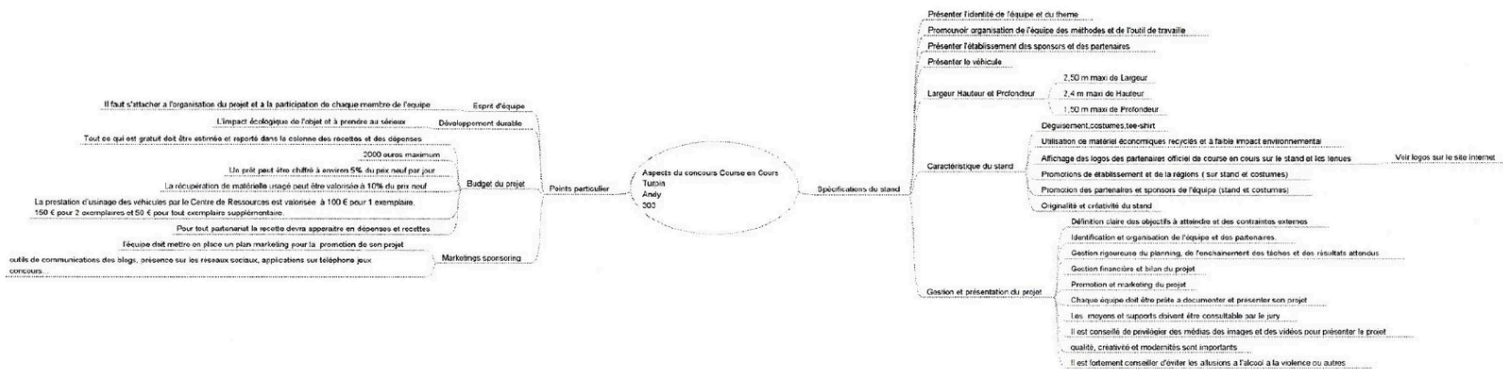 Aspects du concours Course en Cours
Turpin
Andy
303
Points particulier
Esprit d'équipe
Il faut s'attacher a l'organisation du projet et a la participation de chaque membre de l'equipe
Développement durable
L'impact écologique de l'objet et à prendre au sérieux
Budget du projet
Tout ce qui est gratuit doit être estimée et reporté dans la colonne des recettes et des dépenses
2000 euros maximum
Un prêt peut être chiffré à environ 5% du prix neuf par jour
La récupération de matérielle usagé peut être valorisée à 10% du prix neuf
La prestation d'usinage des véhicules par le Centre de Ressources est valorisée à 100 € pour 1 exemplaire,
150 € pour 2 exemplaires et 50 € pour tout exemplaire supplémentaire.
Pour tout partenariat la recette devra apparaitre en dépenses et recettes
Marketings sponsoring
l'équipe doit mettre en place un plan marketing pour la promotion de son projet
outils de communications des blogs, présence sur les reseaux sociaux, applications sur téléphone jeux
concours...
Spécifications du stand
Présenter l'identité de l'équipe et du theme
Promouvoir organisation de l'équipe des méthodes et de l'outil de travaille
Présenter l'établissement des sponsors et des partenaires
Présenter le véhicule
Largeur Hauteur et Profondeur
2,50 m maxi de Largeur
2,4 m maxi de Hauteur
1,50 m maxi de Profondeur
Caractéristique du stand
Deguisement,costumes,tee-shirt
Utilisation de matériel économiques recyclés et à faible impact environnemental
Affichage des logos des partenaires officiel de course en cours sur le stand et les tenues
Voir logos sur le site internet
Promotions de établissement et de la régions ( sur stand et costumes)
Promotion des partenaires et sponsors de l'équipe (stand et costumes)
Originalité et créativité du stand
Gestion et présentation du projet
Définition claire des objectifs à atteindre et des contraintes externes
Identification et organisation de l'équipe et des partenaires.
Gestion rigoureuse du planning, de l'enchainement des tâches et des résultats attendus
Gestion financière et bilan du projet
Promotion et marketing du projet
Chaque équipe doit être prête a documenter et présenter son projet
Les moyens et supports doivent être consultable par le jury
Il est conseillé de privilégier des médias des images et des vidéos pour présenter le projet
qualité, créativité et modernités sont importants
Il est fortement conseiller d'éviter les allusions a l'alcool a la violence ou autres